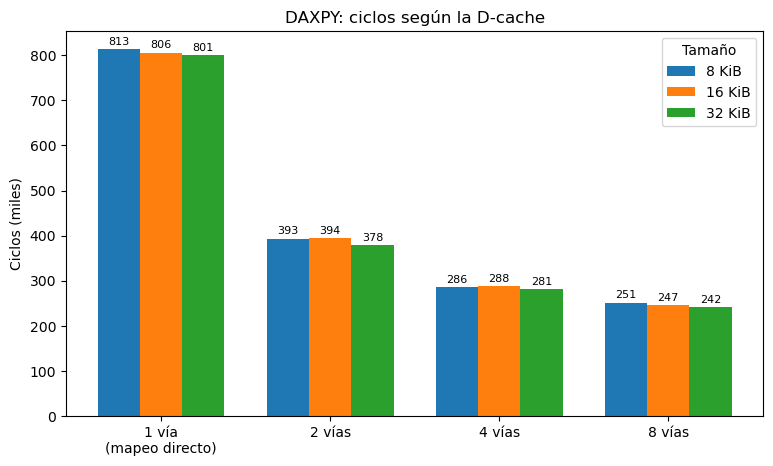 DAXPY: ciclos según la D-cache
Ciclos (miles)
800
700
600
500
400
300
200
100
0
813 806 801
393 394 378
286 288 281
251 247 242
Tamaño
8 KiB
16 KiB
32 KiB
1 vía
(mapeo directo)
2 vías
4 vías
8 vías